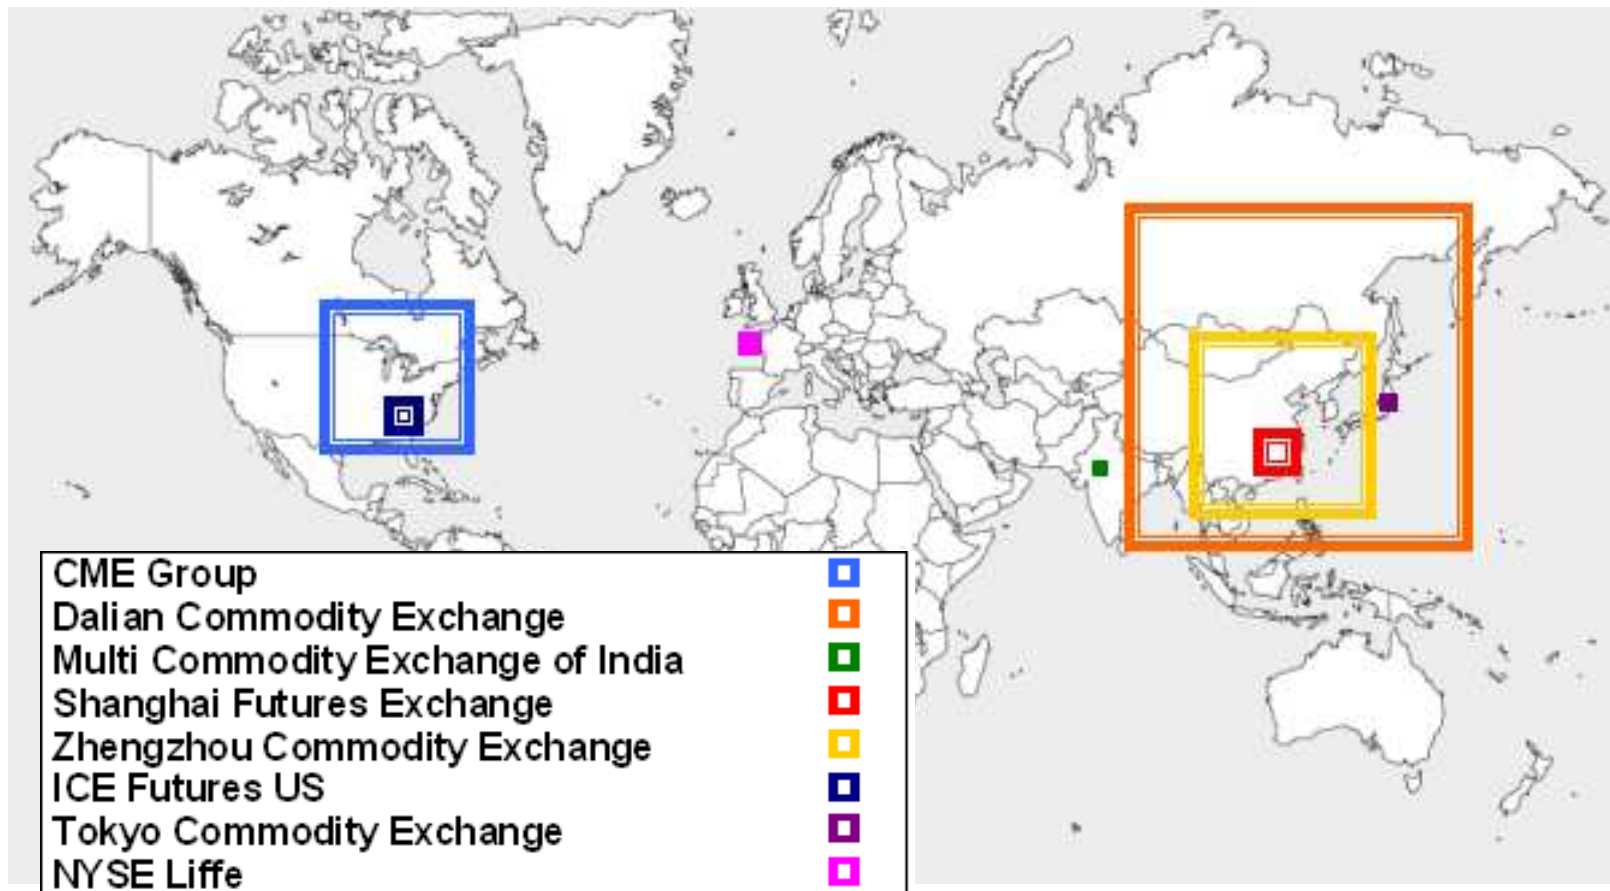 CME Group
Dalian Commodity Exchange
Multi Commodity Exchange of India
Shanghai Futures Exchange
Zhengzhou Commodity Exchange
ICE Futures US
Tokyo Commodity Exchange
NYSE Liffe